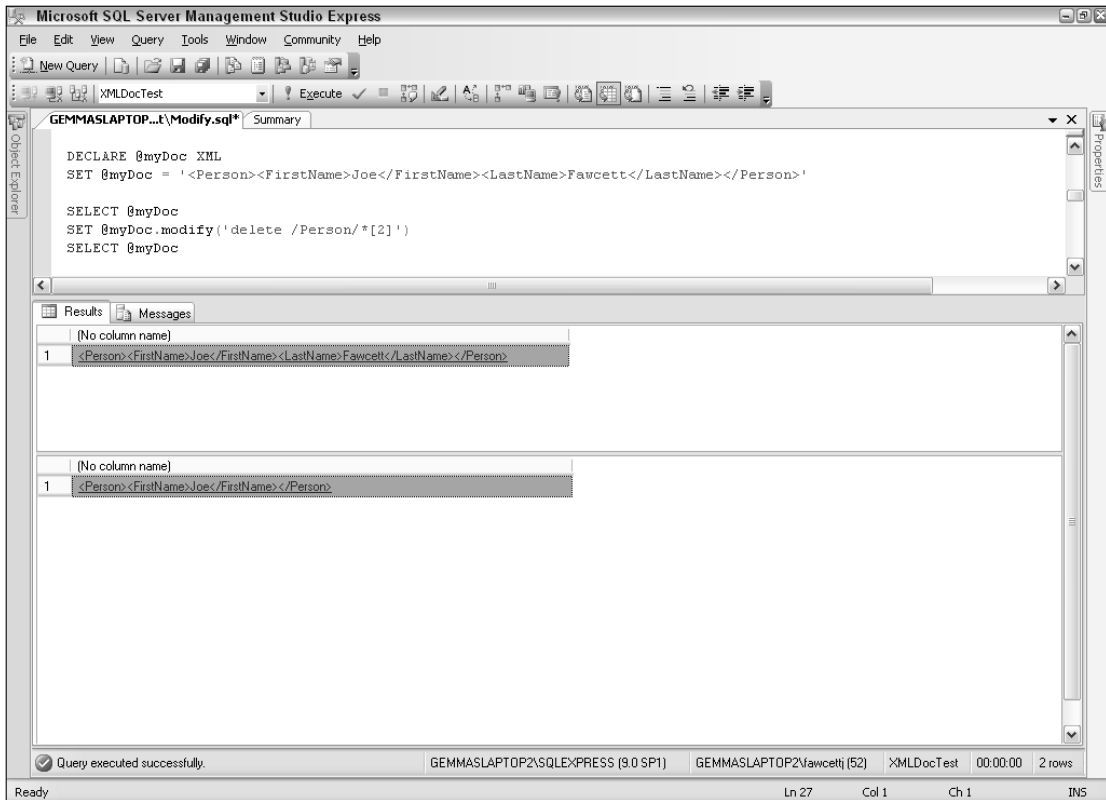 Microsoft SQL Server Management Studio Express
File Edit View Query Tools Window Community Help
New Query
XMLDocTest Execute
GEMMASLAPTOP...t\Modify.sql* Summary
Object Explorer
Properties
DECLARE @myDoc XML
SET @myDoc = '<Person><FirstName>Joe</FirstName><LastName>Fawcett</LastName></Person>'
SELECT @myDoc
SET @myDoc.modify('delete /Person/*[2]')
SELECT @myDoc
Results Messages
(No column name)
1 <Person><FirstName>Joe</FirstName><LastName>Fawcett</LastName></Person>
(No column name)
1 <Person><FirstName>Joe</FirstName></Person>
Query executed successfully. GEMMASLAPTOP2\SQLEXPRESS (9.0 SP1) GEMMASLAPTOP2\fawcettj (52) XMLDocTest 00:00:00 2 rows
Ready Ln 27 Col 1 Ch 1 INS